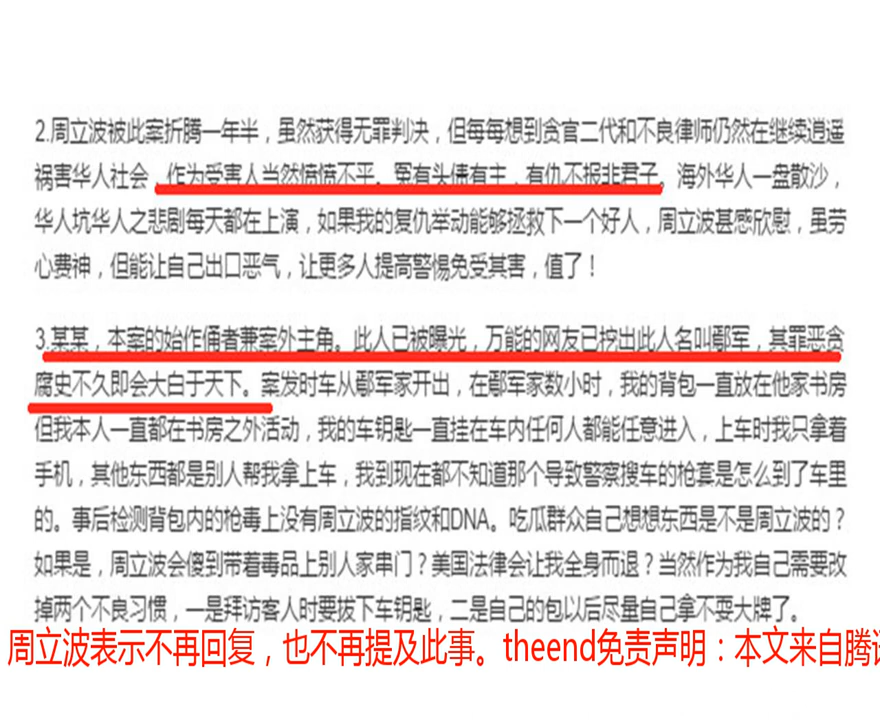 2.周立波被此案折腾一年半，虽然获得无罪判决，但每每想到贪官二代和不良律师仍然在继续逍遥
祸害华人社会，作为受害人当然愤愤不平。冤有头债有主，有仇不报非君子。海外华人一盘散沙，
华人坑华人之悲剧每天都在上演，如果我的复仇举动能够拯救下一个好人，周立波甚感欣慰，虽劳
心费神，但能让自己出口恶气，让更多人提高警惕免受其害，值了！
3.某某，本案的始作俑者兼案外主角。此人已被曝光，万能的网友已挖出此人名叫鄢军，其罪恶贪
腐史不久即会大白于天下。案发时车从鄢军家开出，在鄢军家数小时，我的背包一直放在他家书房
但我本人一直都在书房之外活动，我的车钥匙一直挂在车内任何人都能任意进入，上车时我只拿着
手机，其他东西都是别人帮我拿上车，我到现在都不知道那个导致警察搜车的枪套是怎么到了车里
的。事后检测背包内的枪毒上没有周立波的指纹和DNA。吃瓜群众自己想想东西是不是周立波的？
如果是，周立波会傻到带着毒品上别人家串门？美国法律会让我全身而退？当然作为我自己需要改
掉两个不良习惯，一是拜访客人时要拔下车钥匙，二是自己的包以后尽量自己拿不耍大牌了。
周立波表示不再回复，也不再提及此事。theend免责声明：本文来自腾讯